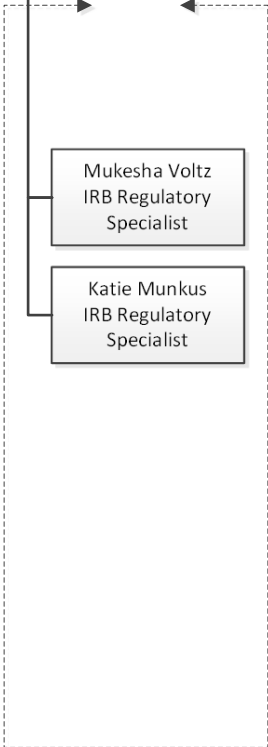 Mukesha Voltz
IRB Regulatory
Specialist
Katie Munkus
IRB Regulatory
Specialist